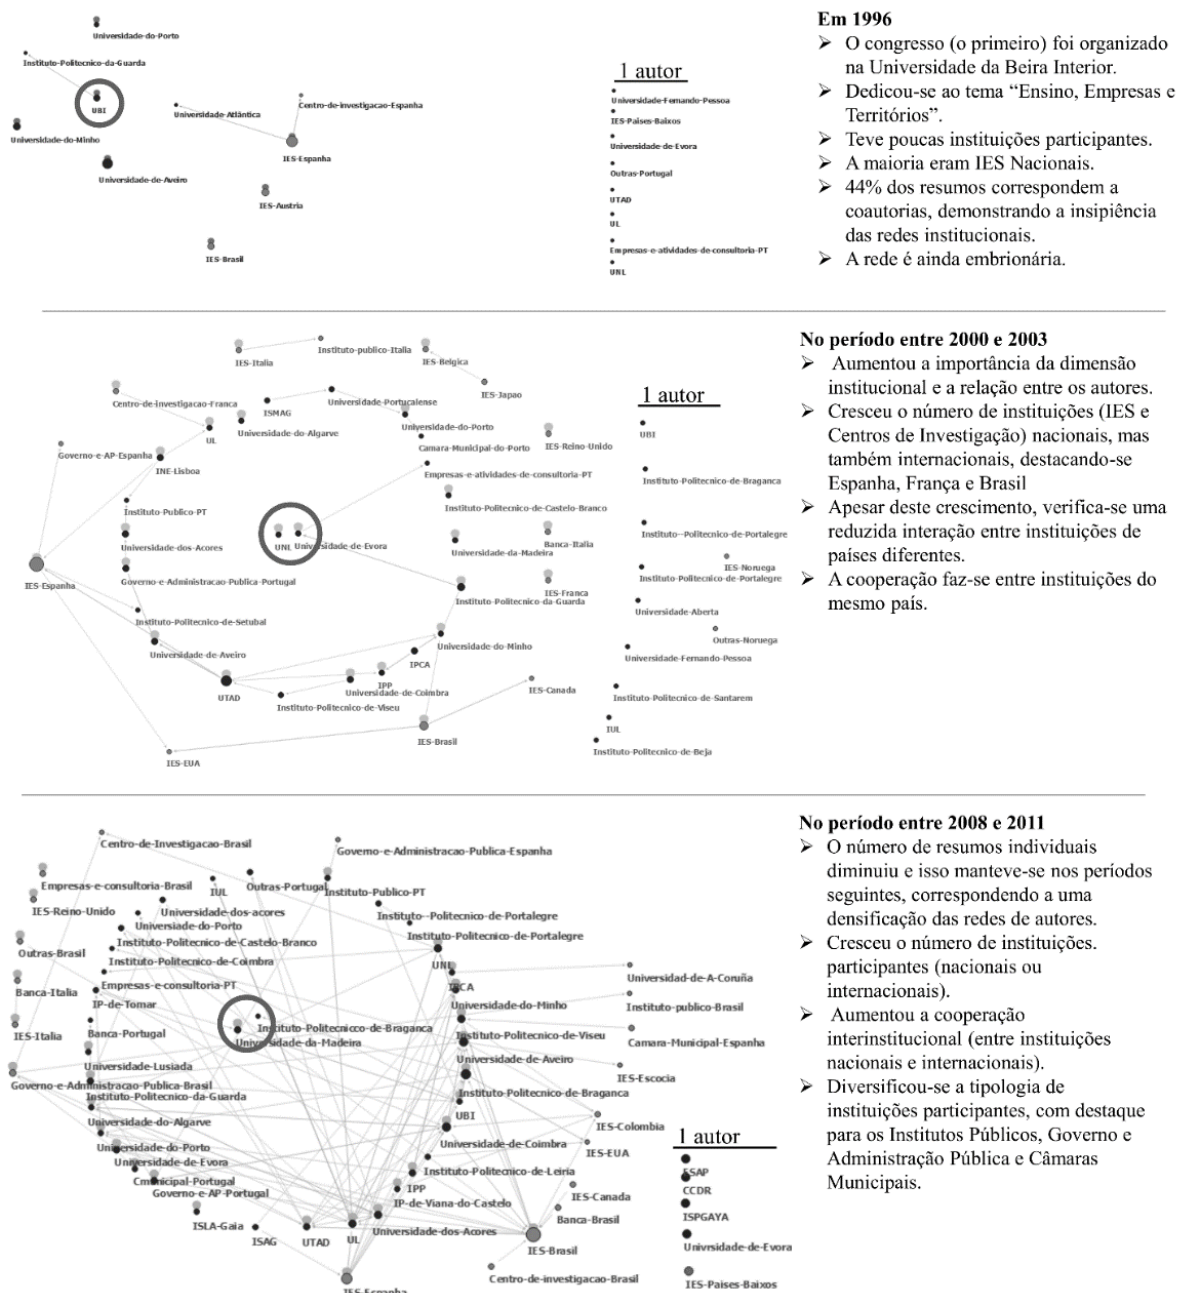 Em 1996
➢ O congresso (o primeiro) foi organizado
na Universidade da Beira Interior.
➢ Dedicou-se ao tema “Ensino, Empresas e
Territórios”.
➢ Teve poucas instituições participantes.
➢ A maioria eram IES Nacionais.
➢ 44% dos resumos correspondem a
coautorias, demonstrando a insipiência
das redes institucionais.
➢ A rede é ainda embrionária.
Universidade-do-Porto
Instituto-Politecnico-da-Guarda
UBI
Universidade-do-Minho
Universidade-de-Aveiro
Universidade-Atlântica
Centro-de-investigacao-Espanha
IES-Espanha
IES-Austria
IES-Brasil
1 autor
Universidade-Fernando-Pessoa
IES-Paises-Baixos
Universidade-de-Evora
Outras-Portugal
UTAD
UL
Empresas-e-atividades-de-consultoria-PT
UNL
No período entre 2000 e 2003
➢ Aumentou a importância da dimensão
institucional e a relação entre os autores.
➢ Cresceu o número de instituições (IES e
Centros de Investigação) nacionais, mas
também internacionais, destacando-se
Espanha, França e Brasil
➢ Apesar deste crescimento, verifica-se uma
reduzida interação entre instituições de
países diferentes.
➢ A cooperação faz-se entre instituições do
mesmo país.
IES-Italia
Instituto-publico-Italia
IES-Belgica
IES-Japao
Centro-de-investigacao-Franca
ISMAG
Universidade-Portucalense
UL
Universidade-do-Algarve
Universidade-do-Porto
Camara-Municipal-do-Porto
IES-Reino-Unido
Governo-e-AP-Espanha
INE-Lisboa
Empresas-e-atividades-de-consultoria-PT
Instituto-Publico-PT
Instituto-Politecnico-de-Castelo-Branco
Universidade-dos-Acores
UNL
Universidade-de-Evora
Universidade-da-Madeira
Banca-Italia
IES-Espanha
Governo-e-Administracao-Publica-Portugal
Instituto-Politecnico-da-Guarda
IES-Franca
Instituto-Politecnico-de-Setubal
Universidade-de-Aveiro
Universidade-do-Minho
IPCA
IPP
UTAD
Universidade-de-Coimbra
Instituto-Politecnico-de-Viseu
IES-Canada
IES-Brasil
IES-EUA
1 autor
UBI
Instituto-Politecnico-de-Braganca
Instituto--Politecnico-de-Portalegre
IES-Noruega
Instituto-Politecnico-de-Portalegre
Universidade-Aberta
Outras-Noruega
Universidade-Fernando-Pessoa
Instituto-Politecnico-de-Santarem
IUL
Instituto-Politecnico-de-Beja
No período entre 2008 e 2011
➢ O número de resumos individuais
diminuiu e isso manteve-se nos períodos
seguintes, correspondendo a uma
densificação das redes de autores.
➢ Cresceu o número de instituições.
participantes (nacionais ou
internacionais).
➢ Aumentou a cooperação
interinstitucional (entre instituições
nacionais e internacionais).
➢ Diversificou-se a tipologia de
instituições participantes, com destaque
para os Institutos Públicos, Governo e
Administração Pública e Câmaras
Municipais.
Centro-de-Investigacao-Brasil
Governo-e-Administracao-Publica-Espanha
Empresas-e-consultoria-Brasil
IUL
Outras-Portugal
Instituto-Publico-PT
IES-Reino-Unido
Universidade-dos-acores
Instituto--Politecnico-de-Portalegre
Universiade-do-Porto
Instituto-Politecnico-de-Portalegre
Instituto-Politecnico-de-Castelo-Branco
Outras-Brasil
Instituto-Politecnico-de-Coimbra
UNL
Universidad-de-A-Coruña
Banca-Italia
Empresas-e-consultoria-PT
IPCA
IP-de-Tomar
Universidade-do-Minho
Instituto-publico-Brasil
IES-Italia
Banca-Portugal
Instituto-Politecnicco-de-Braganca
Universidade-da-Madeira
Instituto-Politecnico-de-Viseu
Camara-Municipal-Espanha
Universidade-Lusiada
Universidade-de-Aveiro
IES-Escocia
Governo-e-Administracao-Publica-Brasil
Instituto-Politecnico-da-Guarda
Instituto-Politecnico-de-Braganca
UBI
Universidade-do-Algarve
IES-Colombia
Universidade-do-Porto
Universidade-de-Coimbra
IES-EUA
Universidade-de-Evora
Instituto-Politecnico-de-Leiria
Cmunicipal-Portugal
IPP
Governo-e-AP-Portugal
IP-de-Viana-do-Castelo
IES-Canada
ISLA-Gaia
Banca-Brasil
ISAG
UTAD
UL
Universidade-dos-Acores
IES-Brasil
Centro-de-investigacao-Brasil
IES-Espanha
1 autor
ESAP
CCDR
ISPGAYA
Univrsidade-de-Evora
IES-Paises-Baixos